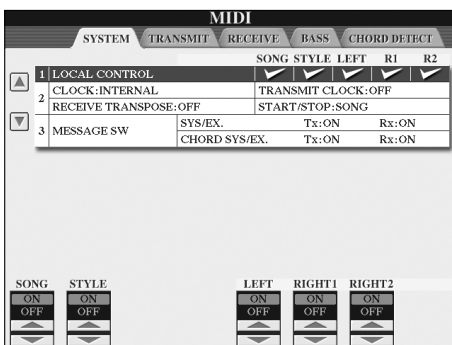 MIDI
SYSTEM TRANSMIT RECEIVE BASS CHORD DETECT
SONG STYLE LEFT R1 R2
1 LOCAL CONTROL
2 CLOCK:INTERNAL TRANSMIT CLOCK:OFF
RECEIVE TRANSPOSE:OFF START/STOP:SONG
3 MESSAGE SW SYS/EX. Tx:ON Rx:ON
CHORD SYS/EX. Tx:ON Rx:ON
SONG STYLE LEFT RIGHT1 RIGHT2
ON ON ON ON ON
OFF OFF OFF OFF OFF